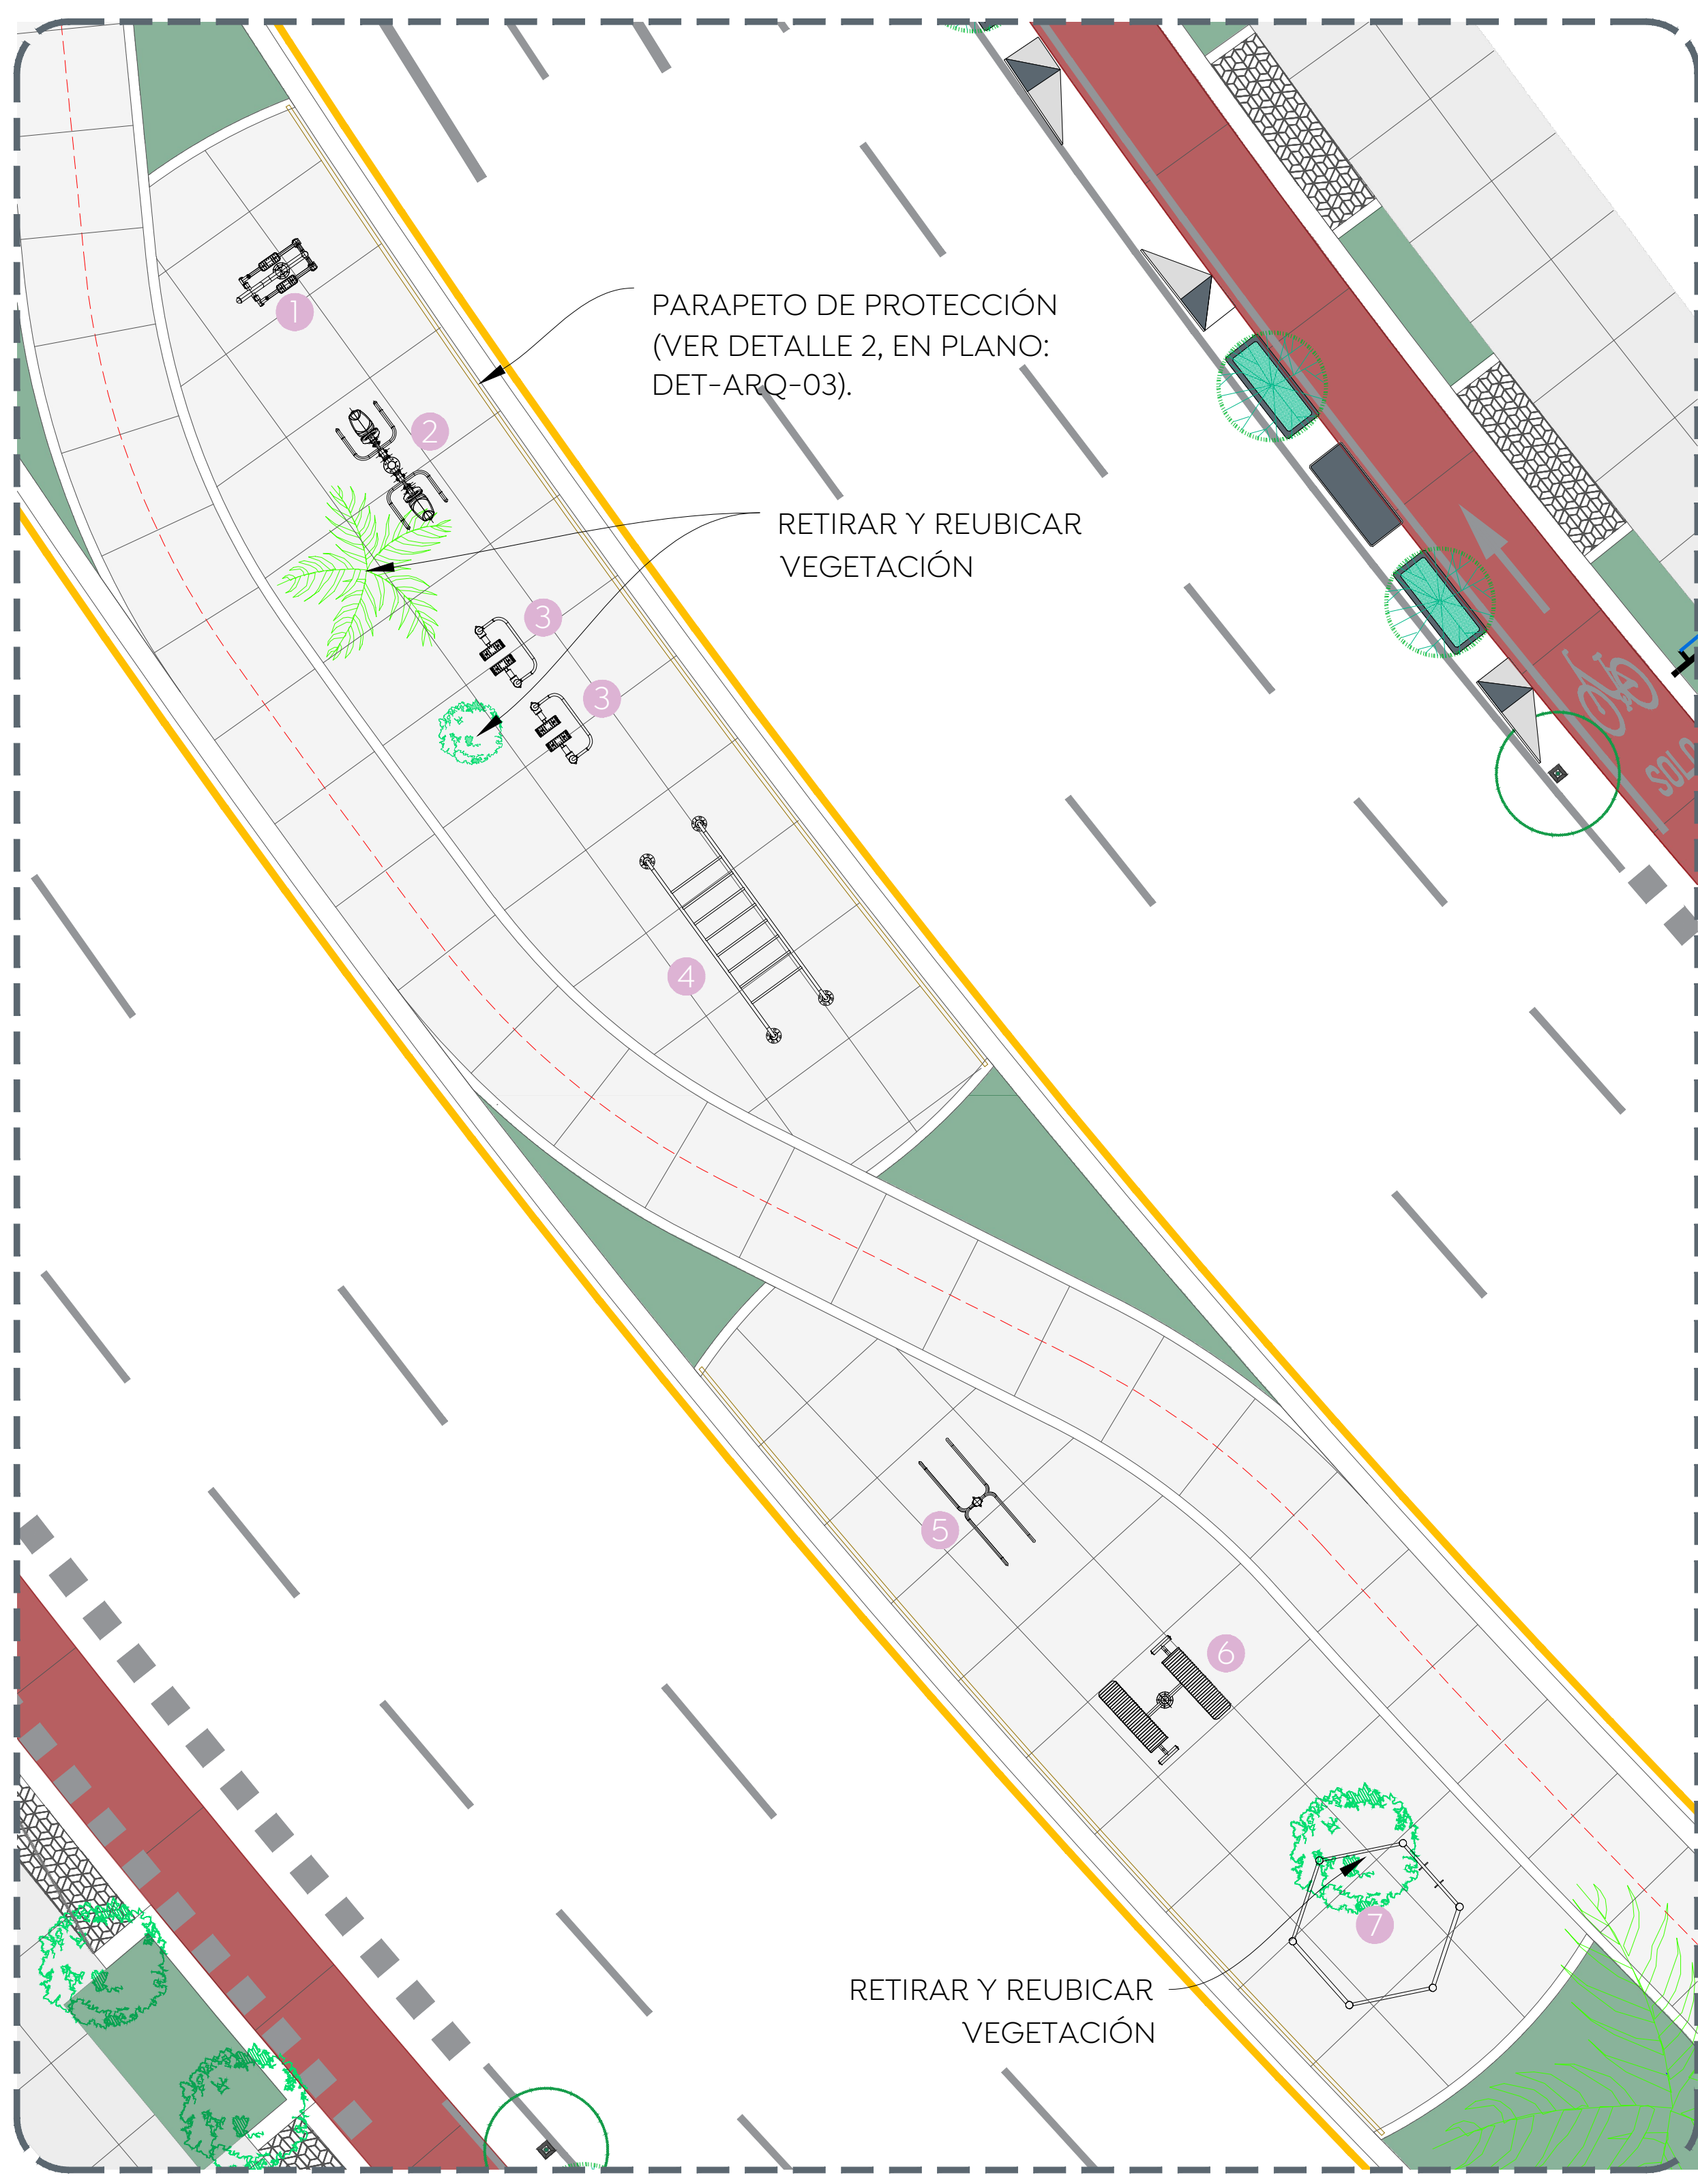 1
PARAPETO DE PROTECCIÓN
(VER DETALLE 2, EN PLANO:
DET-ARQ-03).
2
RETIRAR Y REUBICAR
VEGETACIÓN
3
3
SOLO
4
5
6
7
RETIRAR Y REUBICAR
VEGETACIÓN